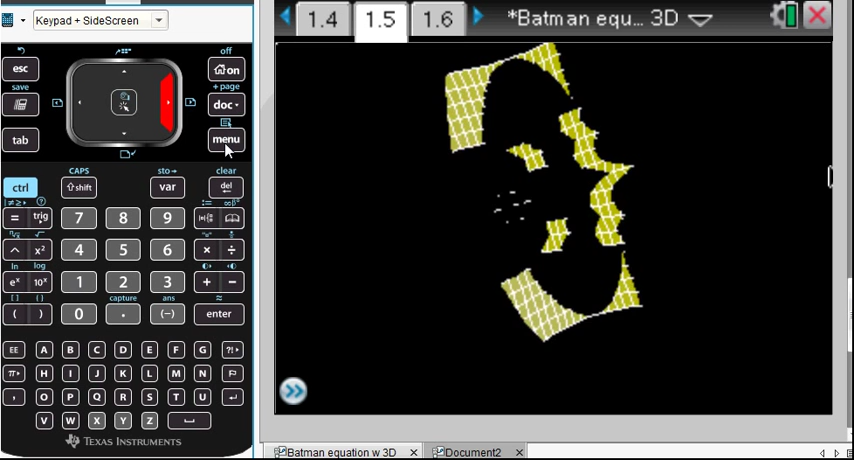 Keypad + SideScreen
1.4 1.5 1.6 *Batman equ... 3D
off
esc on
save + page
doc
tab menu
CAPS sto→ clear
ctrl shift var del
= trig 7 8 9
^ x² 4 5 6 × ÷
ln log
eˣ 10ˣ 1 2 3 + −
[ ] { } capture ans ≈
( ) 0 . (−) enter
EE A B C D E F G ?!▸
π▸ H I J K L M N
, O P Q R S T U
V W X Y Z
TEXAS INSTRUMENTS
Batman equation w 3D Document2